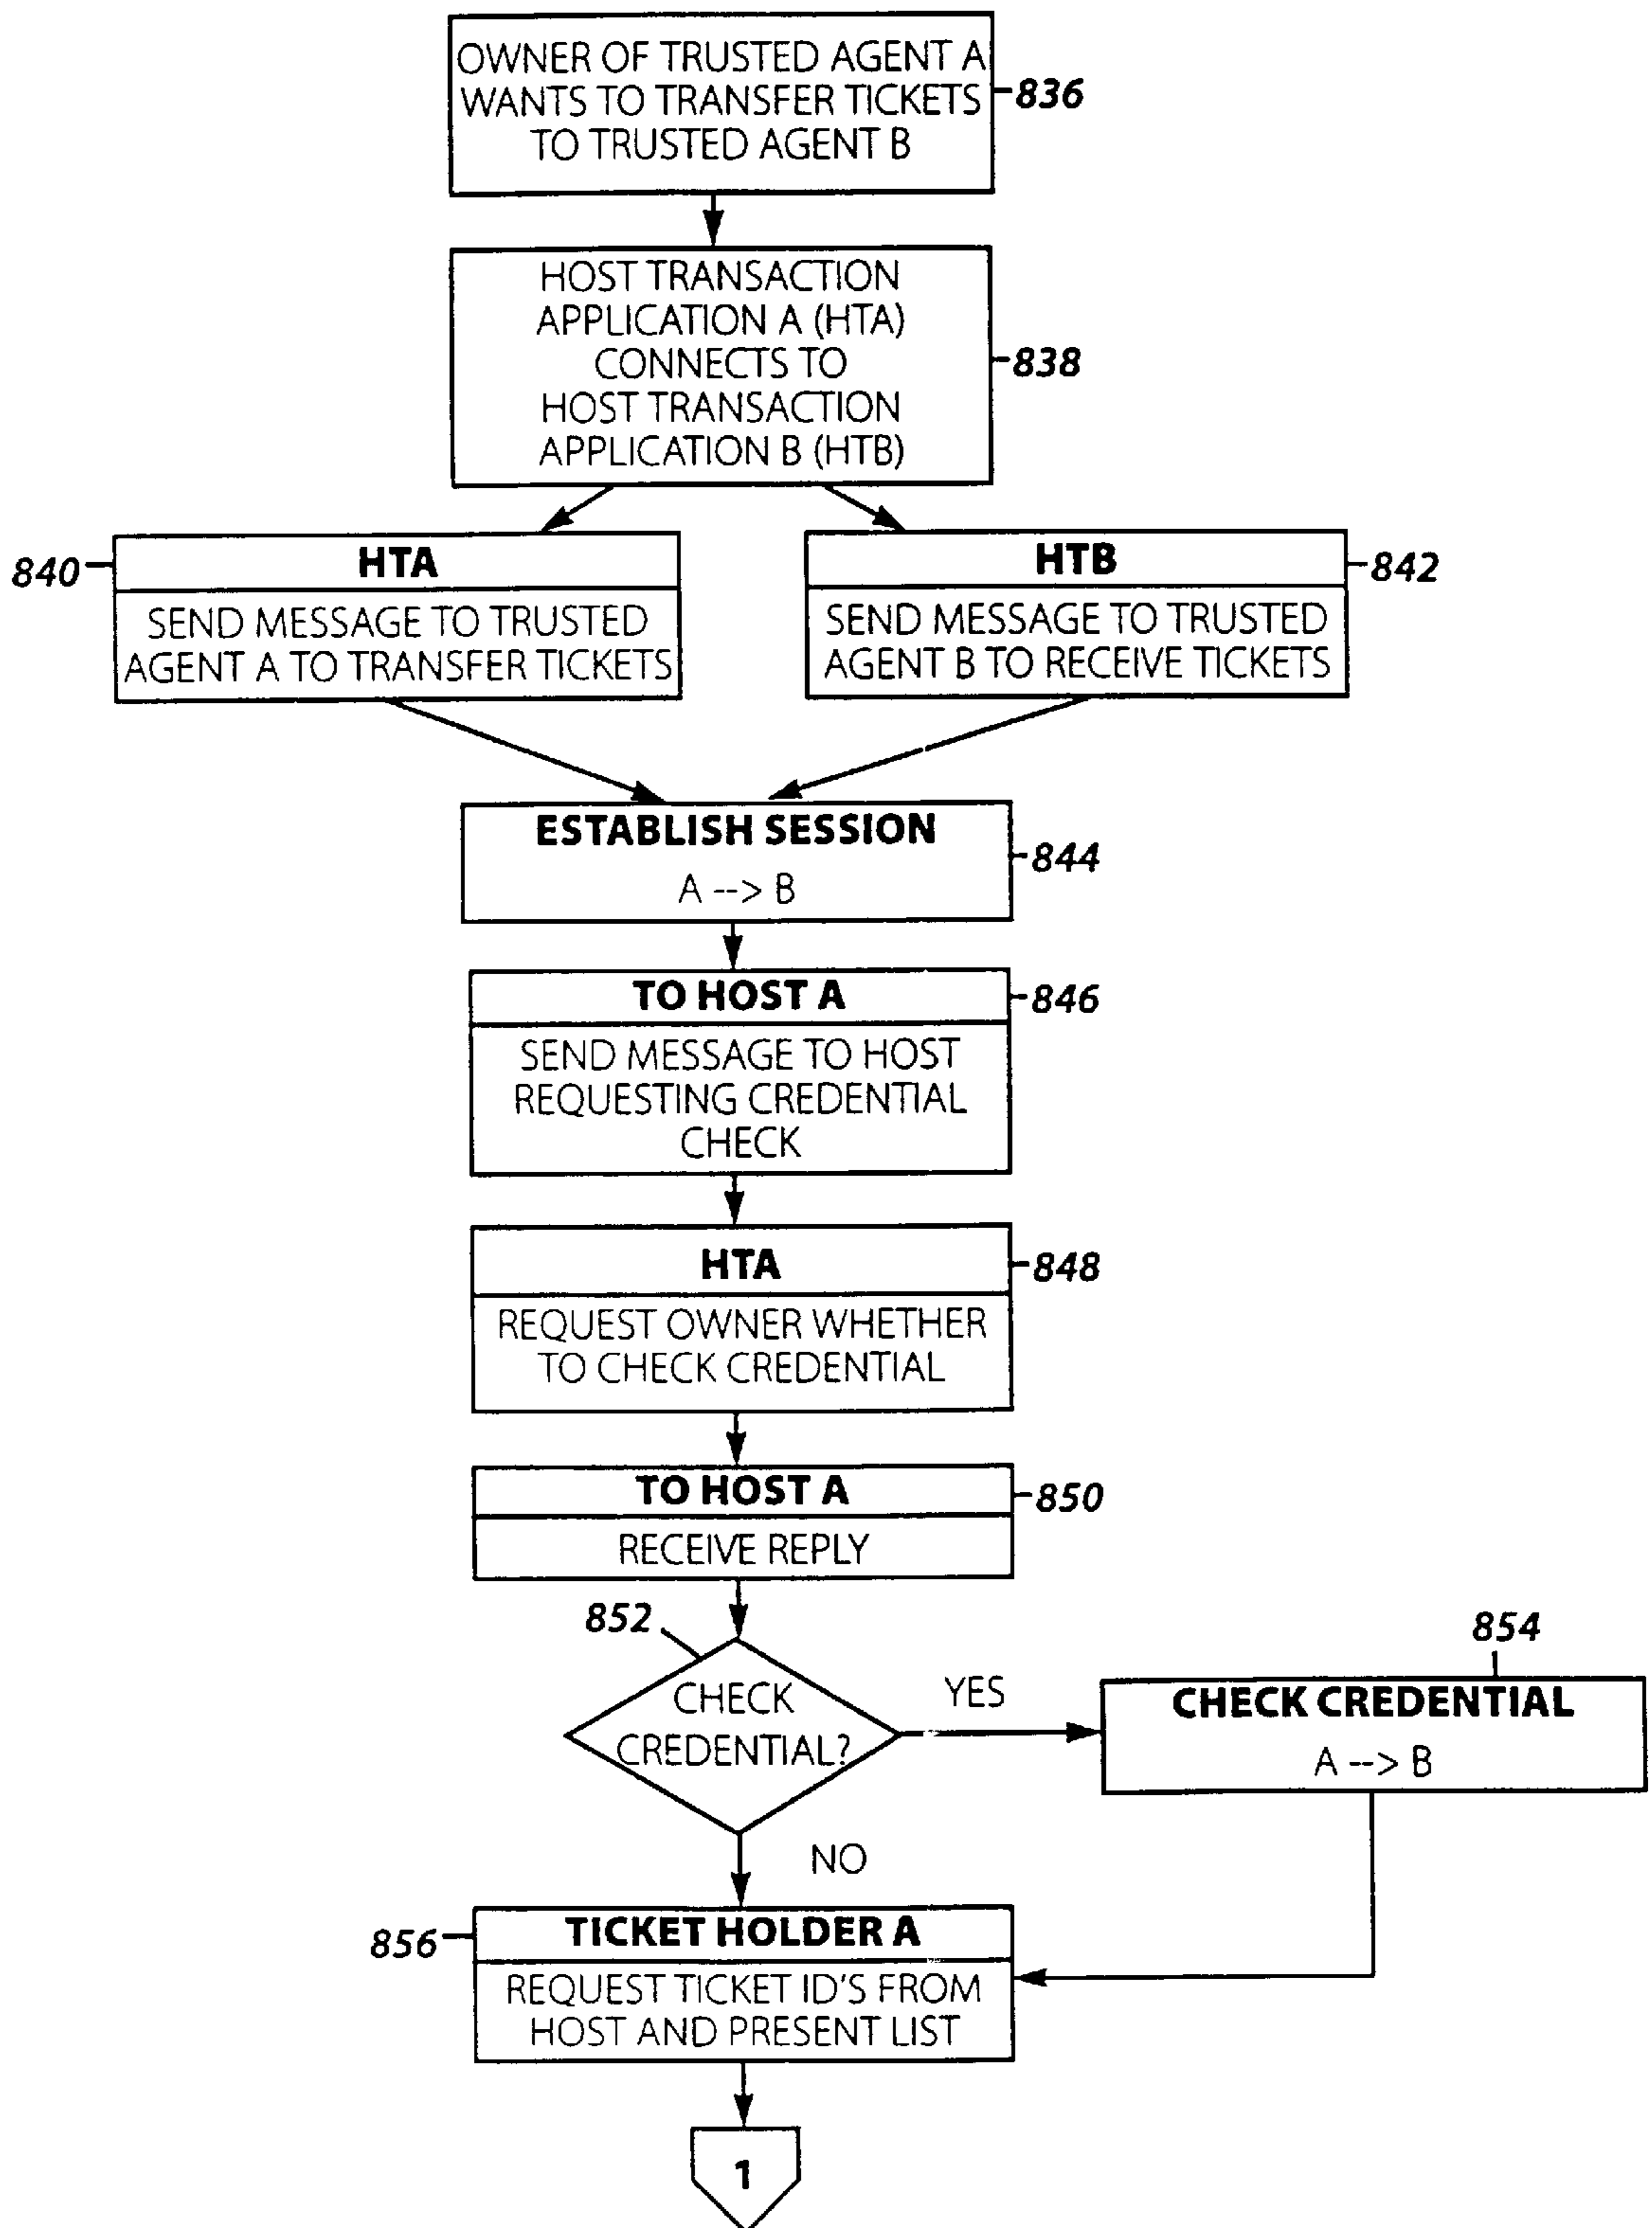 OWNER OF TRUSTED AGENT A
WANTS TO TRANSFER TICKETS
TO TRUSTED AGENT B
836
HOST TRANSACTION
APPLICATION A (HTA)
CONNECTS TO
HOST TRANSACTION
APPLICATION B (HTB)
838
840
HTA
SEND MESSAGE TO TRUSTED
AGENT A TO TRANSFER TICKETS
HTB
842
SEND MESSAGE TO TRUSTED
AGENT B TO RECEIVE TICKETS
ESTABLISH SESSION
A --> B
844
TO HOST A
846
SEND MESSAGE TO HOST
REQUESTING CREDENTIAL
CHECK
HTA
848
REQUEST OWNER WHETHER
TO CHECK CREDENTIAL
TO HOST A
850
RECEIVE REPLY
852
CHECK
CREDENTIAL?
YES
854
CHECK CREDENTIAL
A --> B
NO
856
TICKET HOLDER A
REQUEST TICKET ID'S FROM
HOST AND PRESENT LIST
1